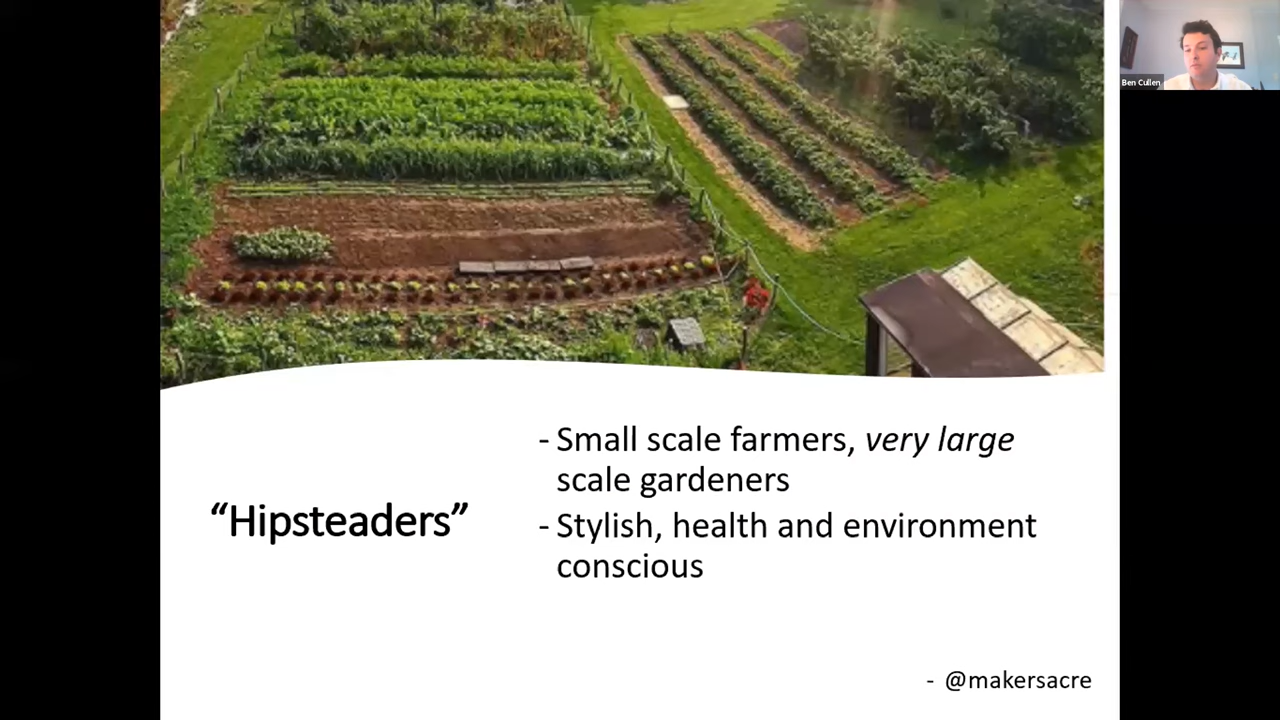 Ben Cullen
- Small scale farmers, very large
scale gardeners
“Hipsteaders”
- Stylish, health and environment
conscious
- @makersacre